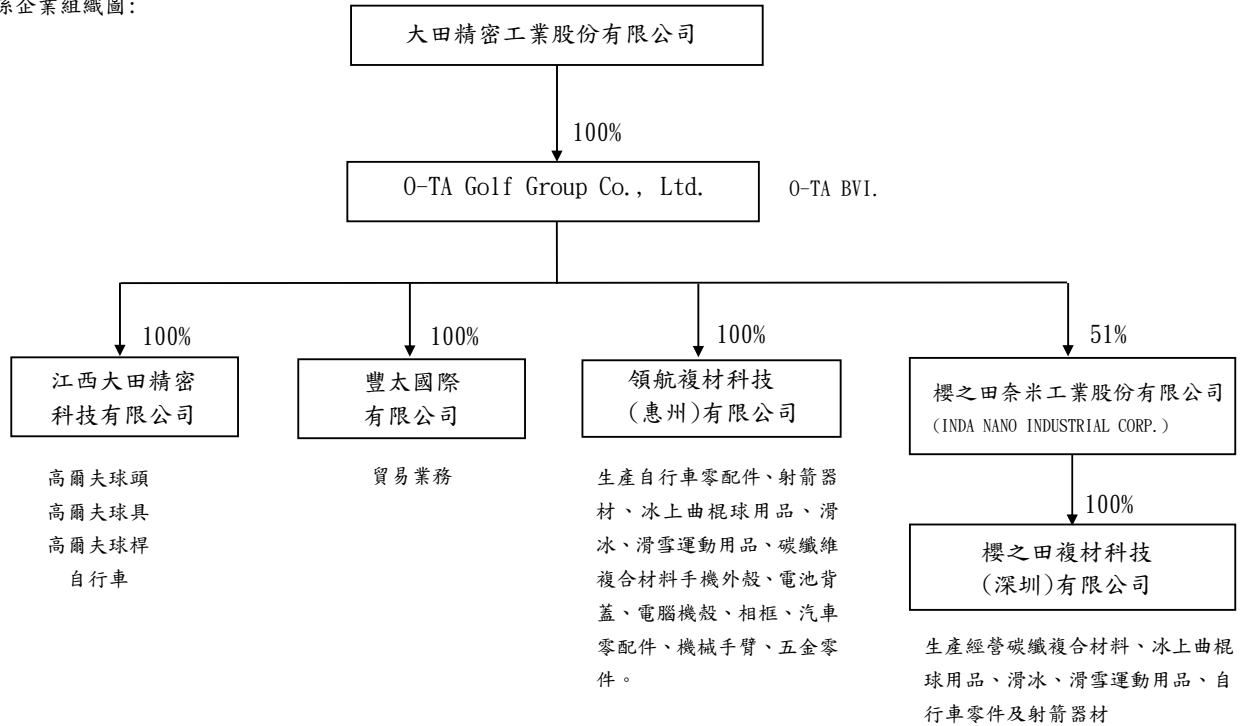 係企業組織圖:
大田精密工業股份有限公司
100%
O-TA Golf Group Co., Ltd.
O-TA BVI.
100%
100%
100%
51%
江西大田精密
科技有限公司
豐太國際
有限公司
領航複材科技
(惠州)有限公司
櫻之田奈米工業股份有限公司
(INDA NANO INDUSTRIAL CORP.)
高爾夫球頭
高爾夫球具
高爾夫球桿
自行車
貿易業務
生產自行車零配件、射箭器
材、冰上曲棍球用品、滑
冰、滑雪運動用品、碳纖維
複合材料手機外殼、電池背
蓋、電腦機殼、相框、汽車
零配件、機械手臂、五金零
件。
100%
櫻之田複材科技
(深圳)有限公司
生產經營碳纖複合材料、冰上曲棍
球用品、滑冰、滑雪運動用品、自
行車零件及射箭器材